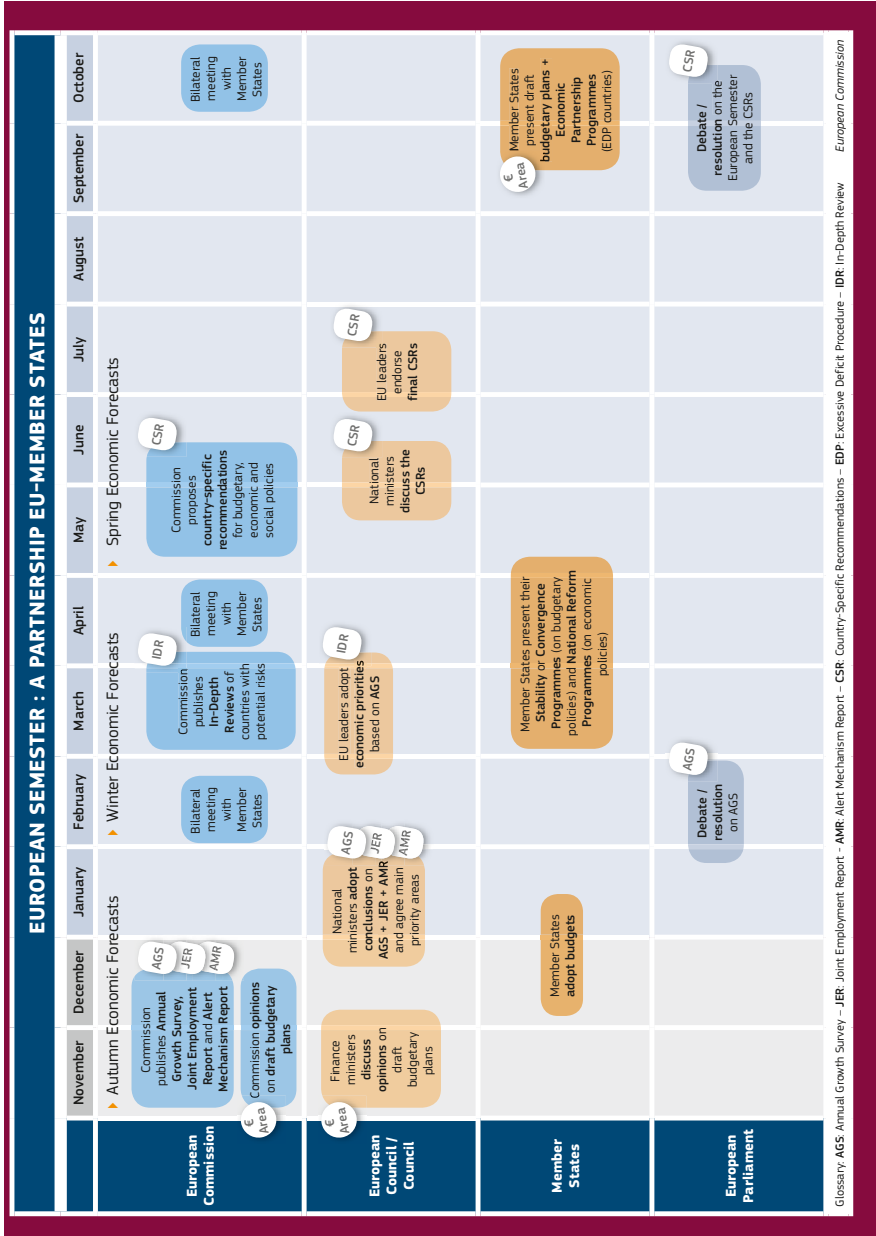 EUROPEAN SEMESTER : A PARTNERSHIP EU-MEMBER STATES
November
December
January
February
March
April
May
June
July
August
September
October
European
Commission
Autumn Economic Forecasts
Winter Economic Forecasts
Spring Economic Forecasts
Commission
publishes Annual
Growth Survey,
Joint Employment
Report and Alert
Mechanism Report
AGS
JER
AMR
€
Area
Commission opinions
on draft budgetary
plans
Bilateral
meeting
with
Member
States
Commission
publishes
In-Depth
Reviews of
countries with
potential risks
IDR
Bilateral
meeting
with
Member
States
Commission
proposes
country-specific
recommendations
for budgetary,
economic and
social policies
CSR
Bilateral
meeting
with
Member
States
European
Council /
Council
€
Area
Finance
ministers
discuss
opinions on
draft
budgetary
plans
National
ministers adopt
conclusions on
AGS + JER + AMR
and agree main
priority areas
AGS
JER
AMR
EU leaders adopt
economic priorities
based on AGS
IDR
National
ministers
discuss the
CSRs
CSR
EU leaders
endorse
final CSRs
CSR
Member
States
Member States
adopt budgets
Member States present their
Stability or Convergence
Programmes (on budgetary
policies) and National Reform
Programmes (on economic
policies)
€
Area
Member States
present draft
budgetary plans +
Economic
Partnership
Programmes
(EDP countries)
European
Parliament
Debate /
resolution
on AGS
AGS
Debate /
resolution on the
European Semester
and the CSRs
CSR
Glossary: AGS: Annual Growth Survey – JER: Joint Employment Report – AMR: Alert Mechanism Report – CSR: Country-Specific Recommendations – EDP: Excessive Deficit Procedure – IDR: In-Depth Review
European Commission